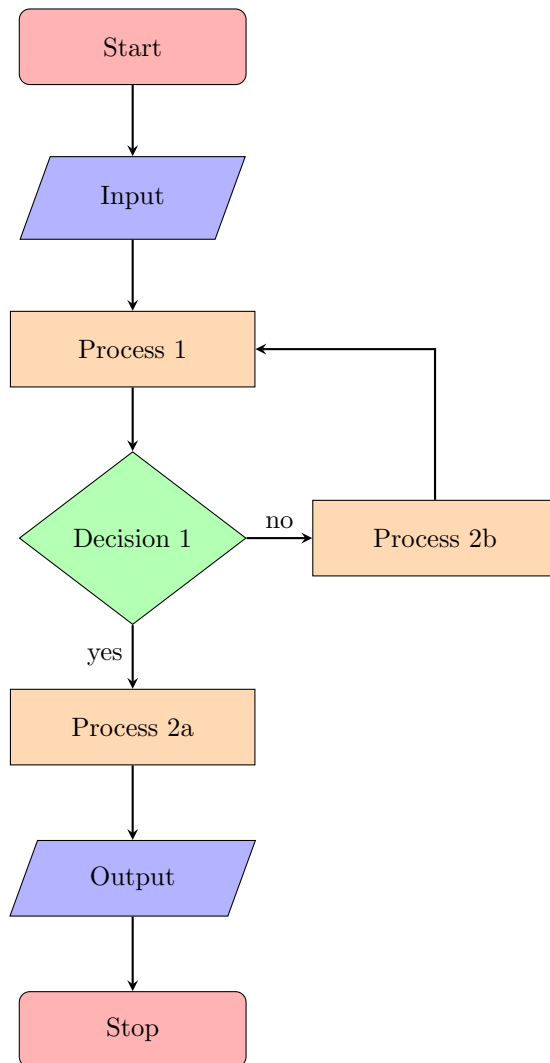 Start
Input
Process 1
Decision 1
no
Process 2b
yes
Process 2a
Output
Stop